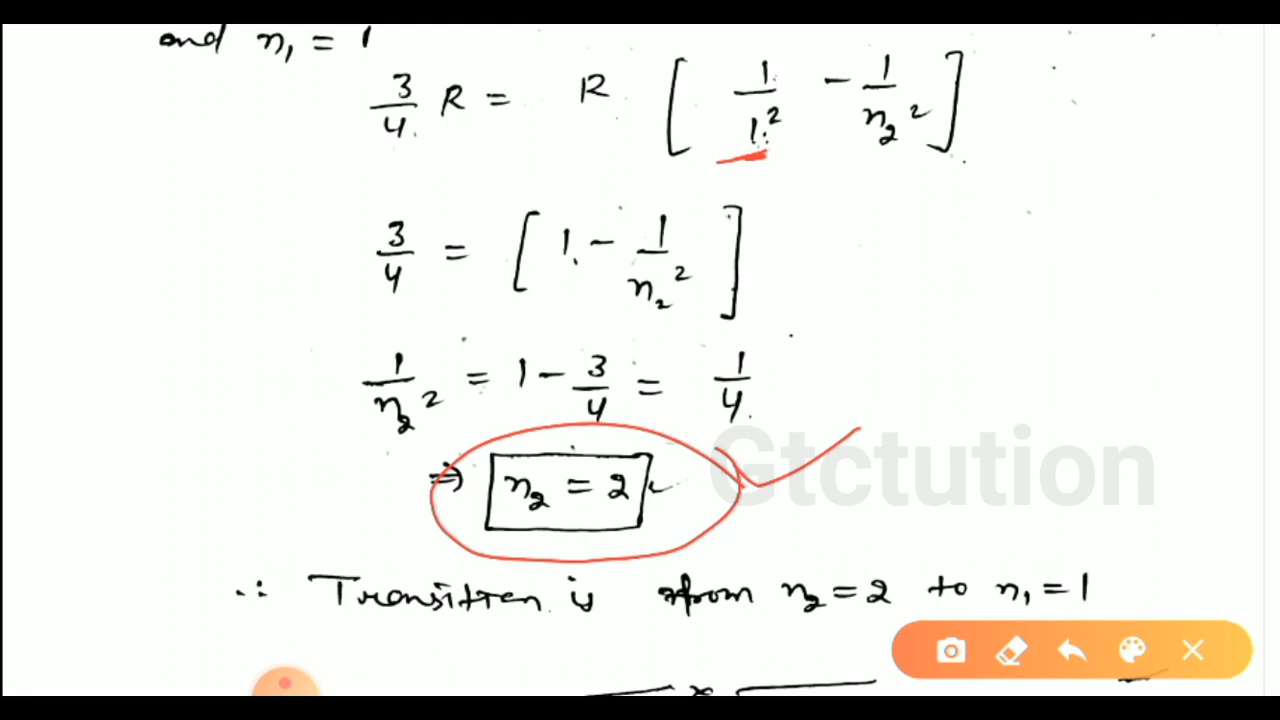 and n₁ = 1
3/4 R = R [ 1/1² - 1/n₂² ]
3/4 = [ 1 - 1/n₂² ]
1/n₂² = 1 - 3/4 = 1/4
⇒ n₂ = 2
Gtctution
∴ Transition is from n₂ = 2 to n₁ = 1